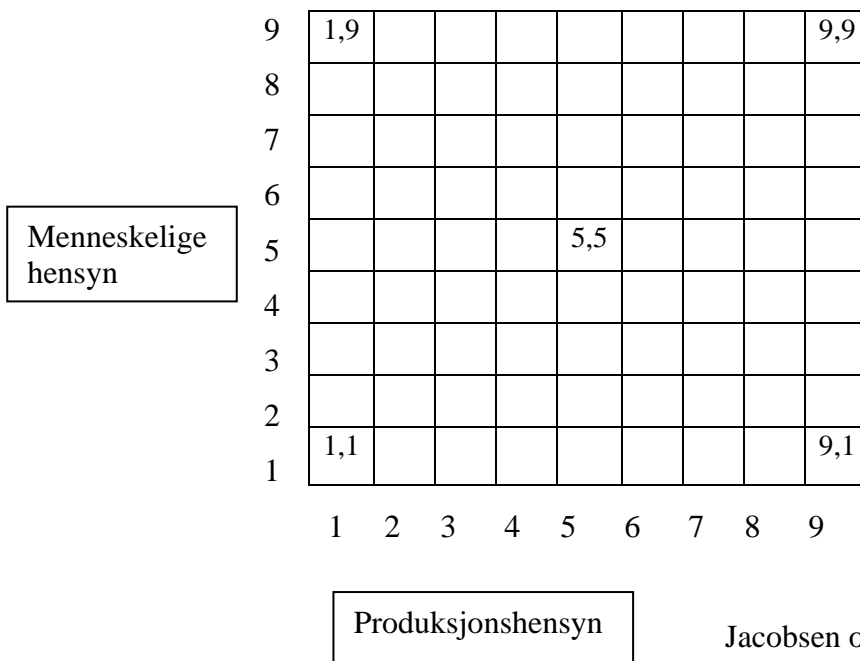 9 1,9 9,9
8
7
6
Menneskelige
hensyn
5 5,5
4
3
2
1 1,1 9,1
1 2 3 4 5 6 7 8 9
Produksjonshensyn
Jacobsen